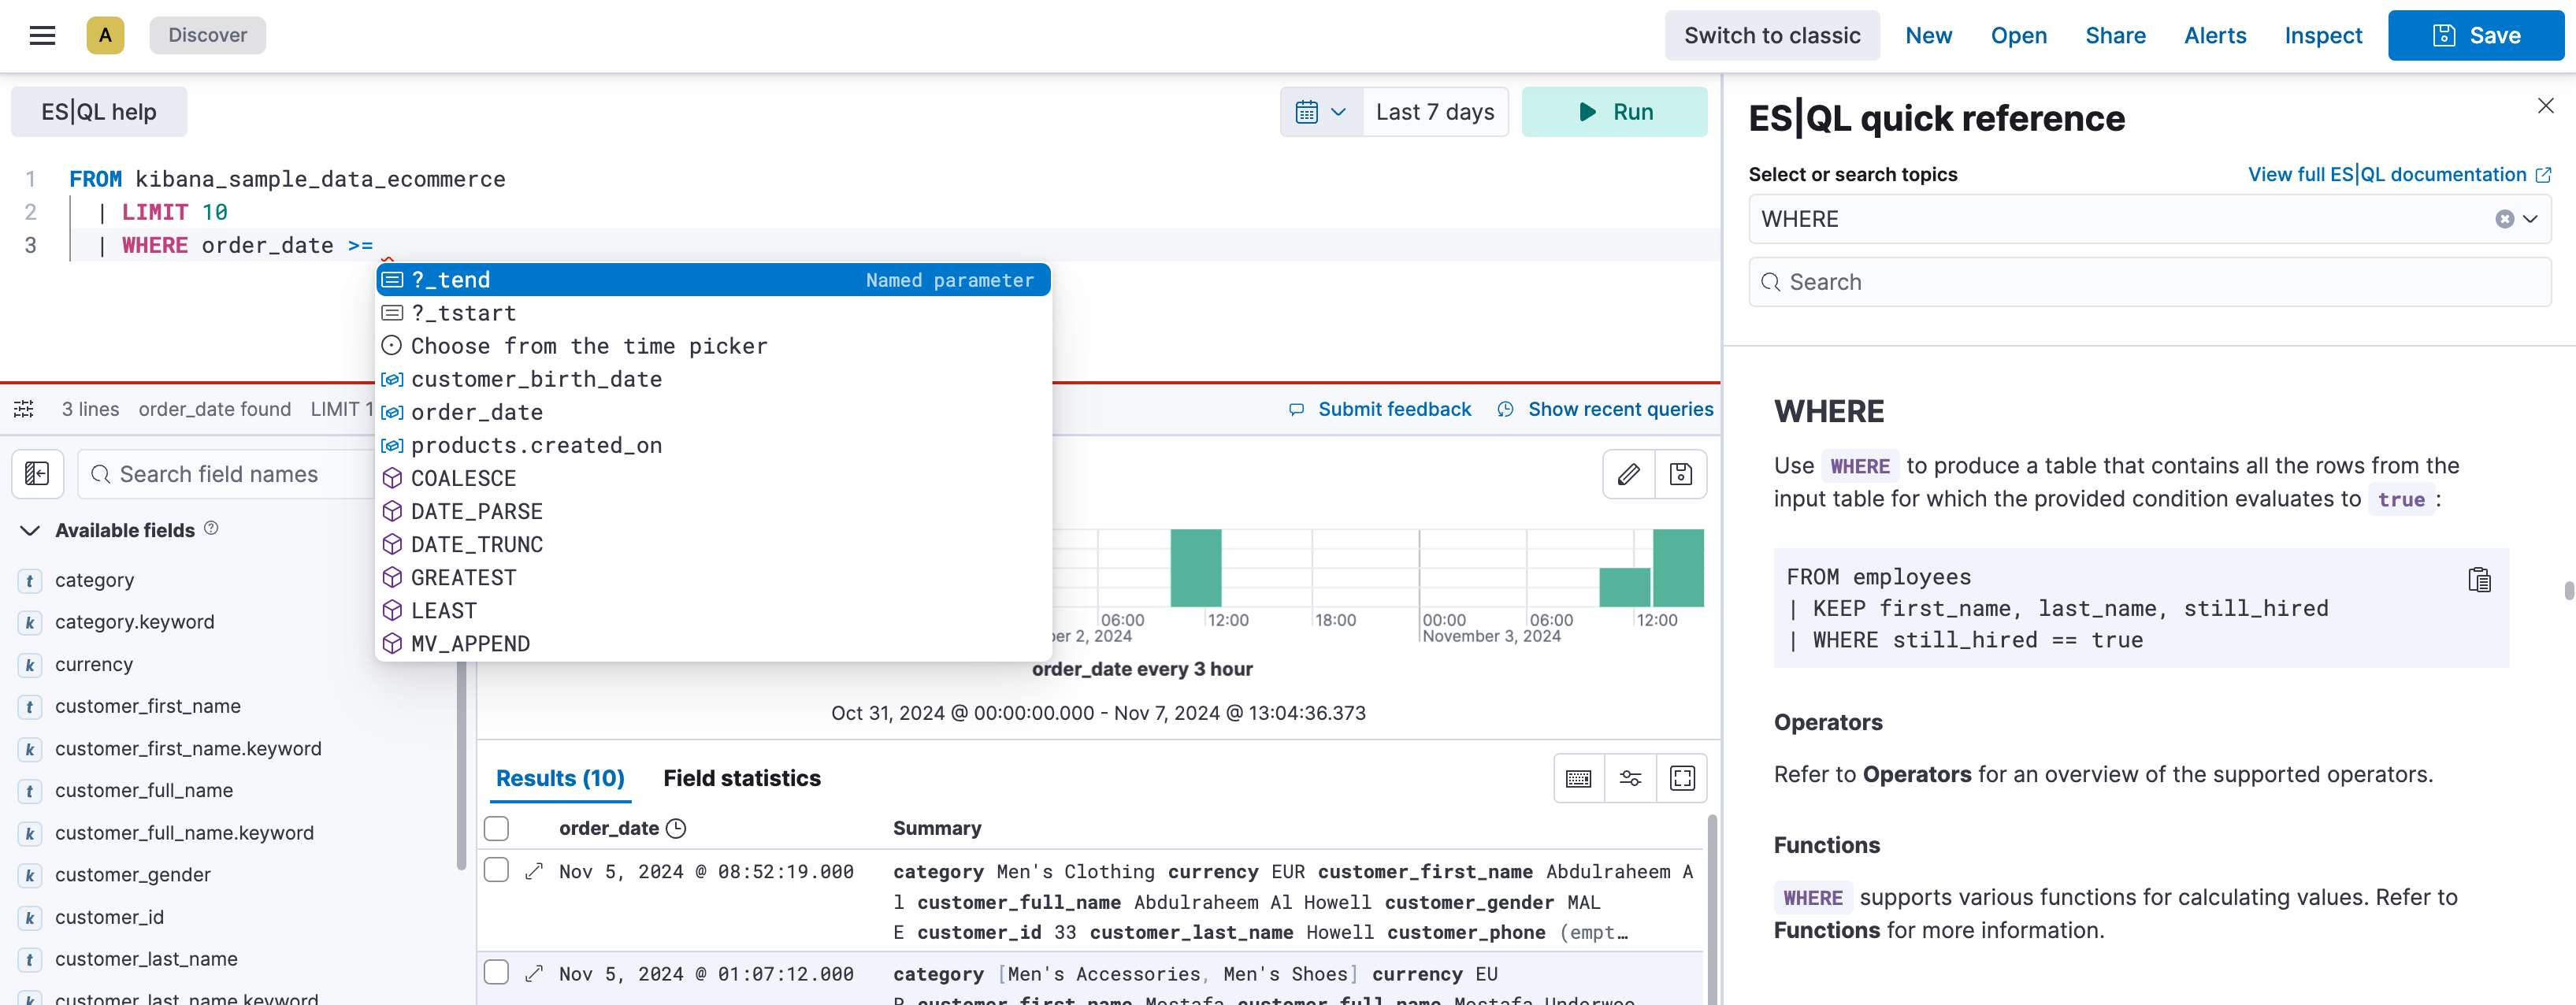 A Discover Switch to classic New Open Share Alerts Inspect Save
ES|QL help Last 7 days Run
1 FROM kibana_sample_data_ecommerce
2 | LIMIT 10
3 | WHERE order_date >=
?_tend Named parameter
?_tstart
Choose from the time picker
customer_birth_date
order_date
products.created_on
COALESCE
DATE_PARSE
DATE_TRUNC
GREATEST
LEAST
MV_APPEND
3 lines order_date found LIMIT 1 Submit feedback Show recent queries
Search field names
Available fields
t category
k category.keyword
k currency
t customer_first_name
k customer_first_name.keyword
t customer_full_name
k customer_full_name.keyword
k customer_gender
k customer_id
t customer_last_name
k customer_last_name.keyword
06:00 12:00 18:00 00:00 06:00 12:00
ber 2, 2024 November 3, 2024
order_date every 3 hour
Oct 31, 2024 @ 00:00:00.000 - Nov 7, 2024 @ 13:04:36.373
Results (10) Field statistics
order_date Summary
Nov 5, 2024 @ 08:52:19.000 category Men's Clothing currency EUR customer_first_name Abdulraheem A
l customer_full_name Abdulraheem Al Howell customer_gender MAL
E customer_id 33 customer_last_name Howell customer_phone (empt…
Nov 5, 2024 @ 01:07:12.000 category [Men's Accessories, Men's Shoes] currency EU
R customer_first_name Mostafa customer_full_name Mostafa Underwoo
ES|QL quick reference
Select or search topics View full ES|QL documentation
WHERE
Search
WHERE
Use WHERE to produce a table that contains all the rows from the
input table for which the provided condition evaluates to true :
FROM employees
| KEEP first_name, last_name, still_hired
| WHERE still_hired == true
Operators
Refer to Operators for an overview of the supported operators.
Functions
WHERE supports various functions for calculating values. Refer to
Functions for more information.